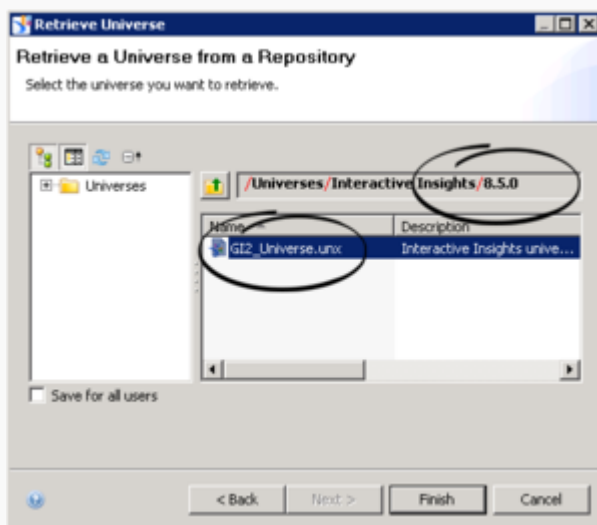 Retrieve Universe
Retrieve a Universe from a Repository
Select the universe you want to retrieve.
/Universes/Interactive Insights/8.5.0
Universes
Name Description
GI2_Universe.unx Interactive Insights unive...
Save for all users
< Back Next > Finish Cancel